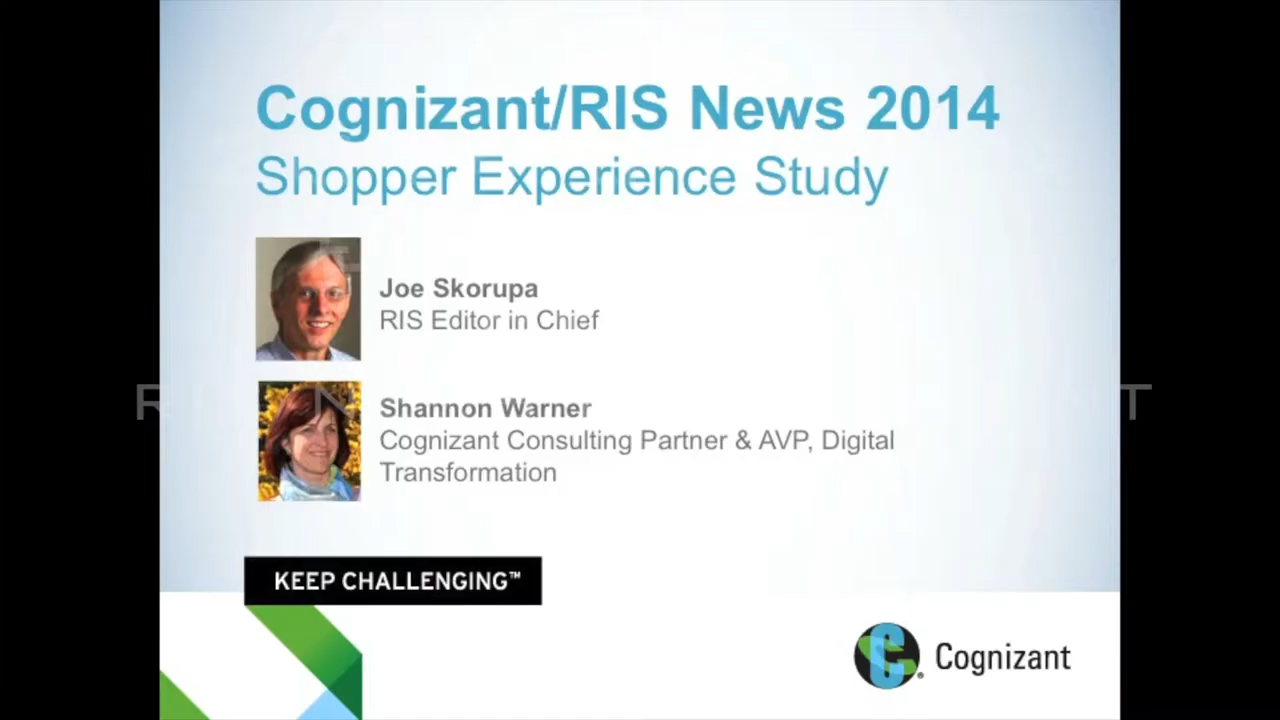 Cognizant/RIS News 2014
Shopper Experience Study
Joe Skorupa
RIS Editor in Chief
Shannon Warner
Cognizant Consulting Partner & AVP, Digital
Transformation
KEEP CHALLENGING™
Cognizant